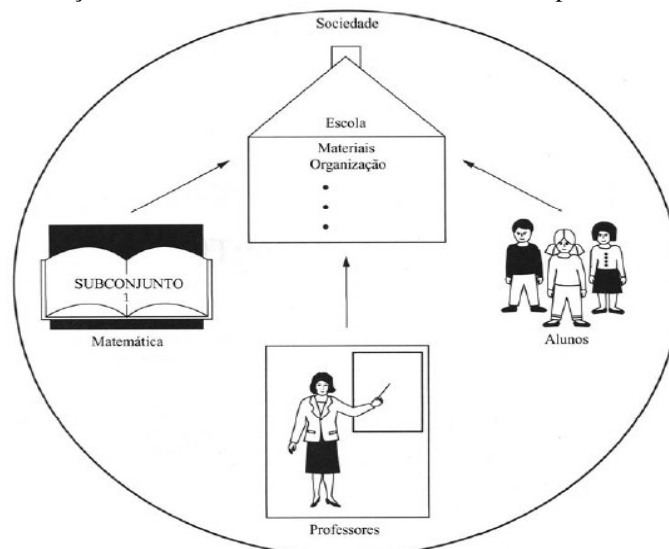 Sociedade
Escola
Materiais
Organização
SUBCONJUNTO
1
Matemática
Alunos
Professores